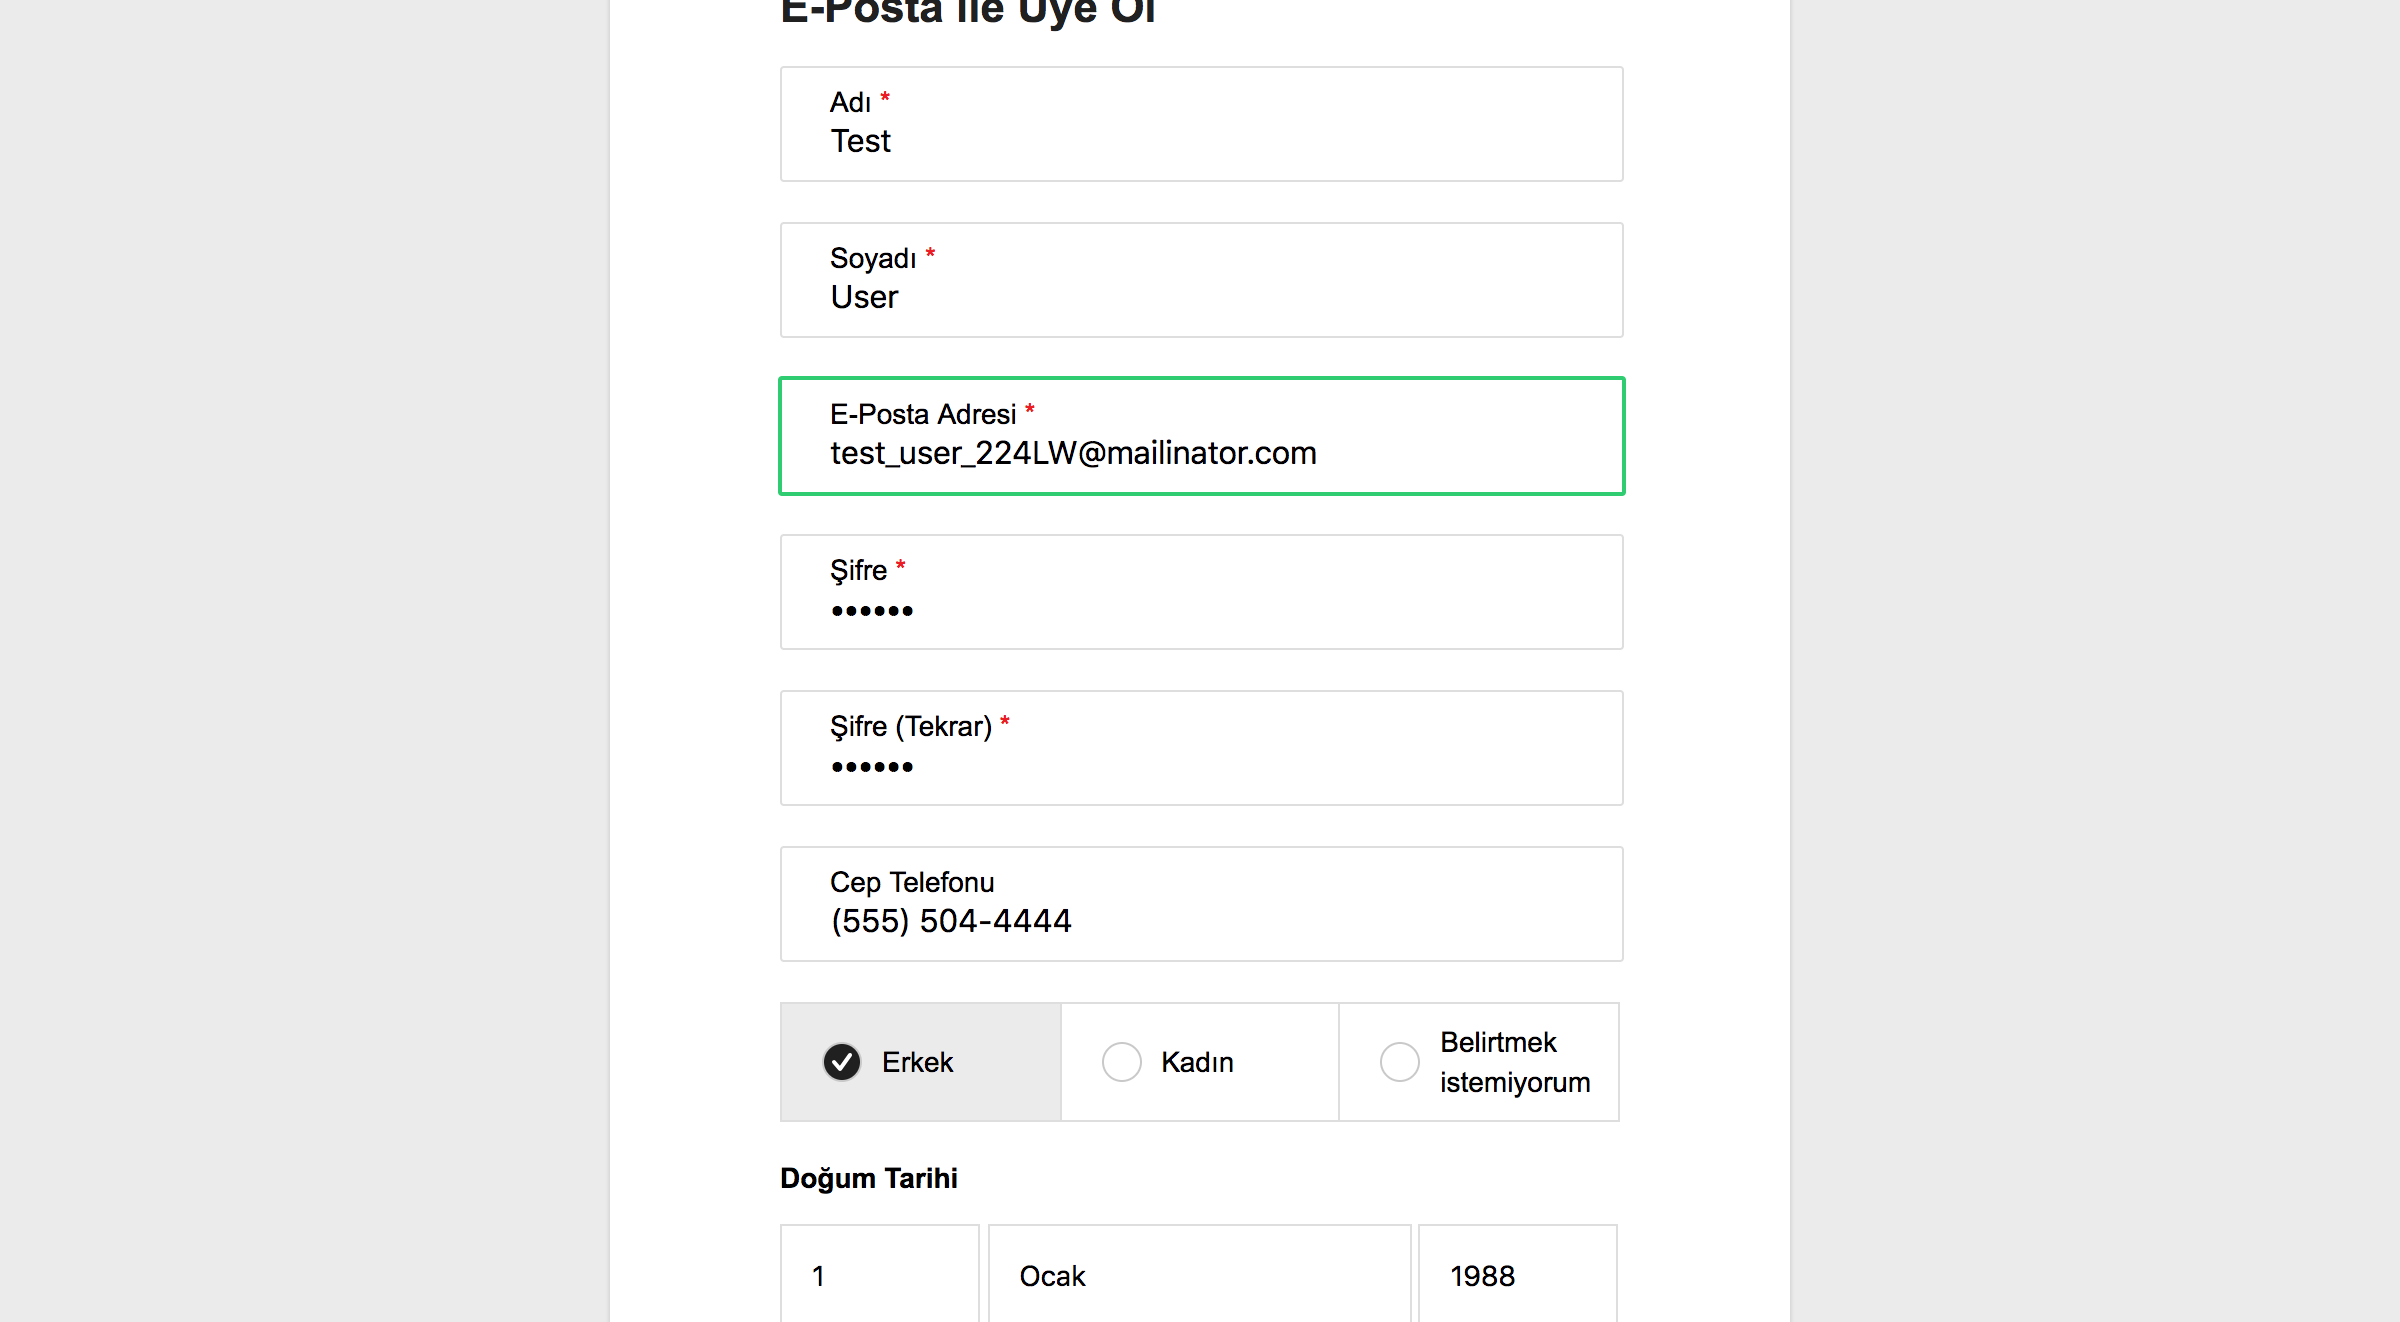 E-Posta ile Üye Ol
Adı *
Test
Soyadı *
User
E-Posta Adresi *
test_user_224LW@mailinator.com
Şifre *
••••••
Şifre (Tekrar) *
••••••
Cep Telefonu
(555) 504-4444
Erkek
Kadın
Belirtmek
istemiyorum
Doğum Tarihi
1 Ocak 1988